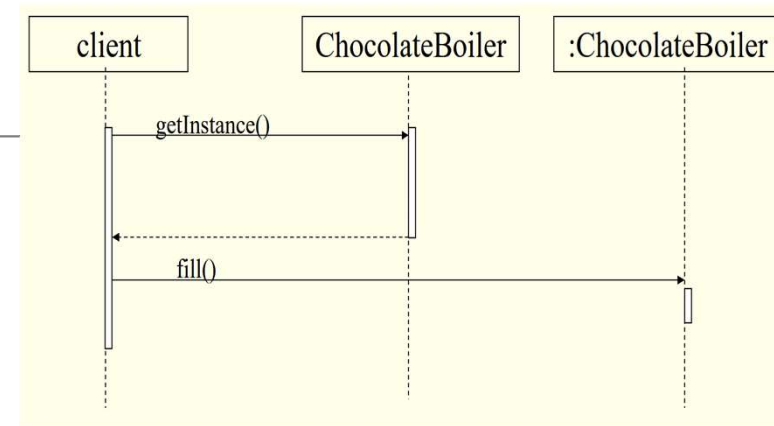 client
ChocolateBoiler
:ChocolateBoiler
getInstance()
fill()